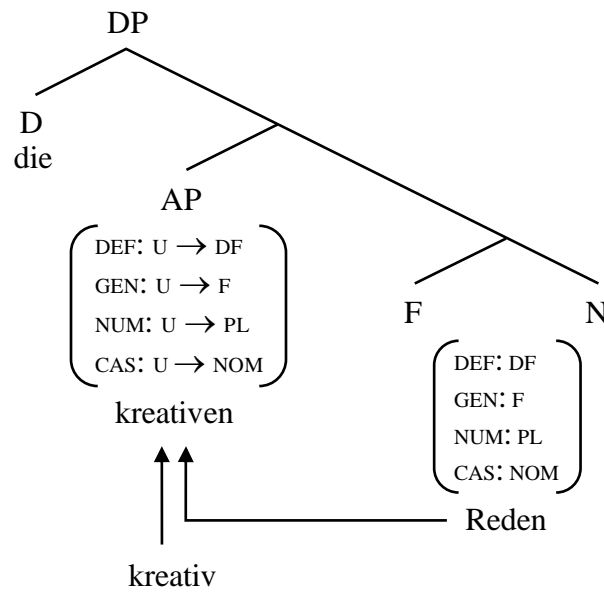 DP
D
die
AP
DEF: U → DF
GEN: U → F
NUM: U → PL
CAS: U → NOM
kreativen
F N
DEF: DF
GEN: F
NUM: PL
CAS: NOM
Reden
kreativ